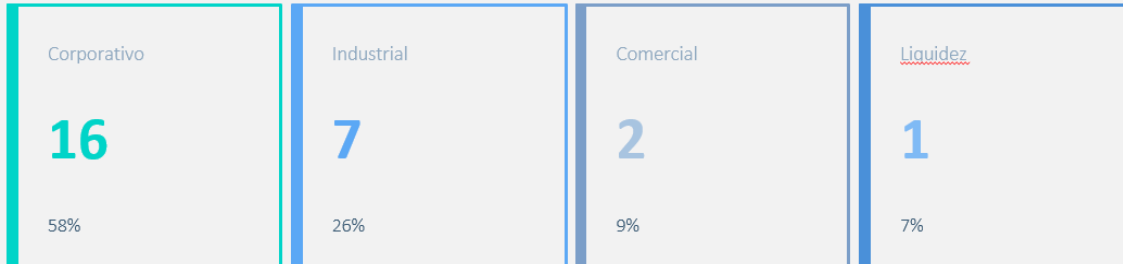 Corporativo
16
58%
Industrial
7
26%
Comercial
2
9%
Liquidez
1
7%